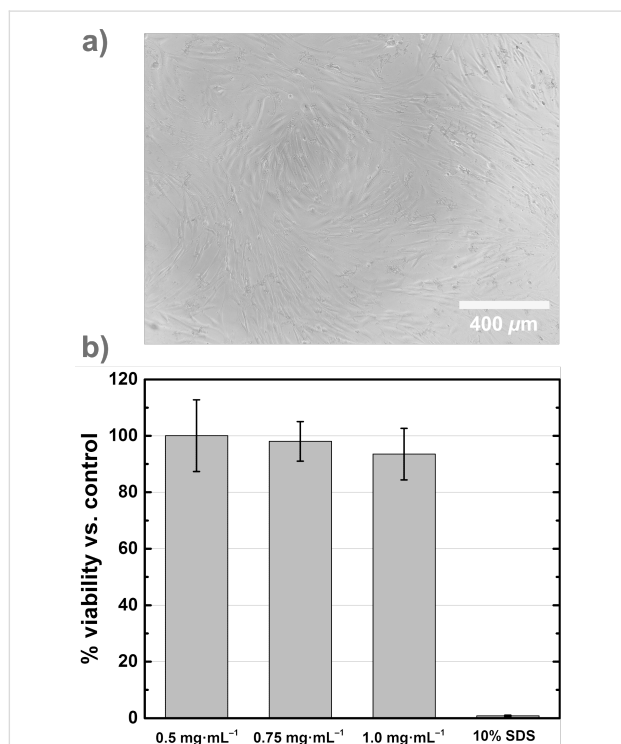 a)
400 µm
b)
% viability vs. control
120
100
80
60
40
20
0
0.5 mg·mL⁻¹ 0.75 mg·mL⁻¹ 1.0 mg·mL⁻¹ 10% SDS